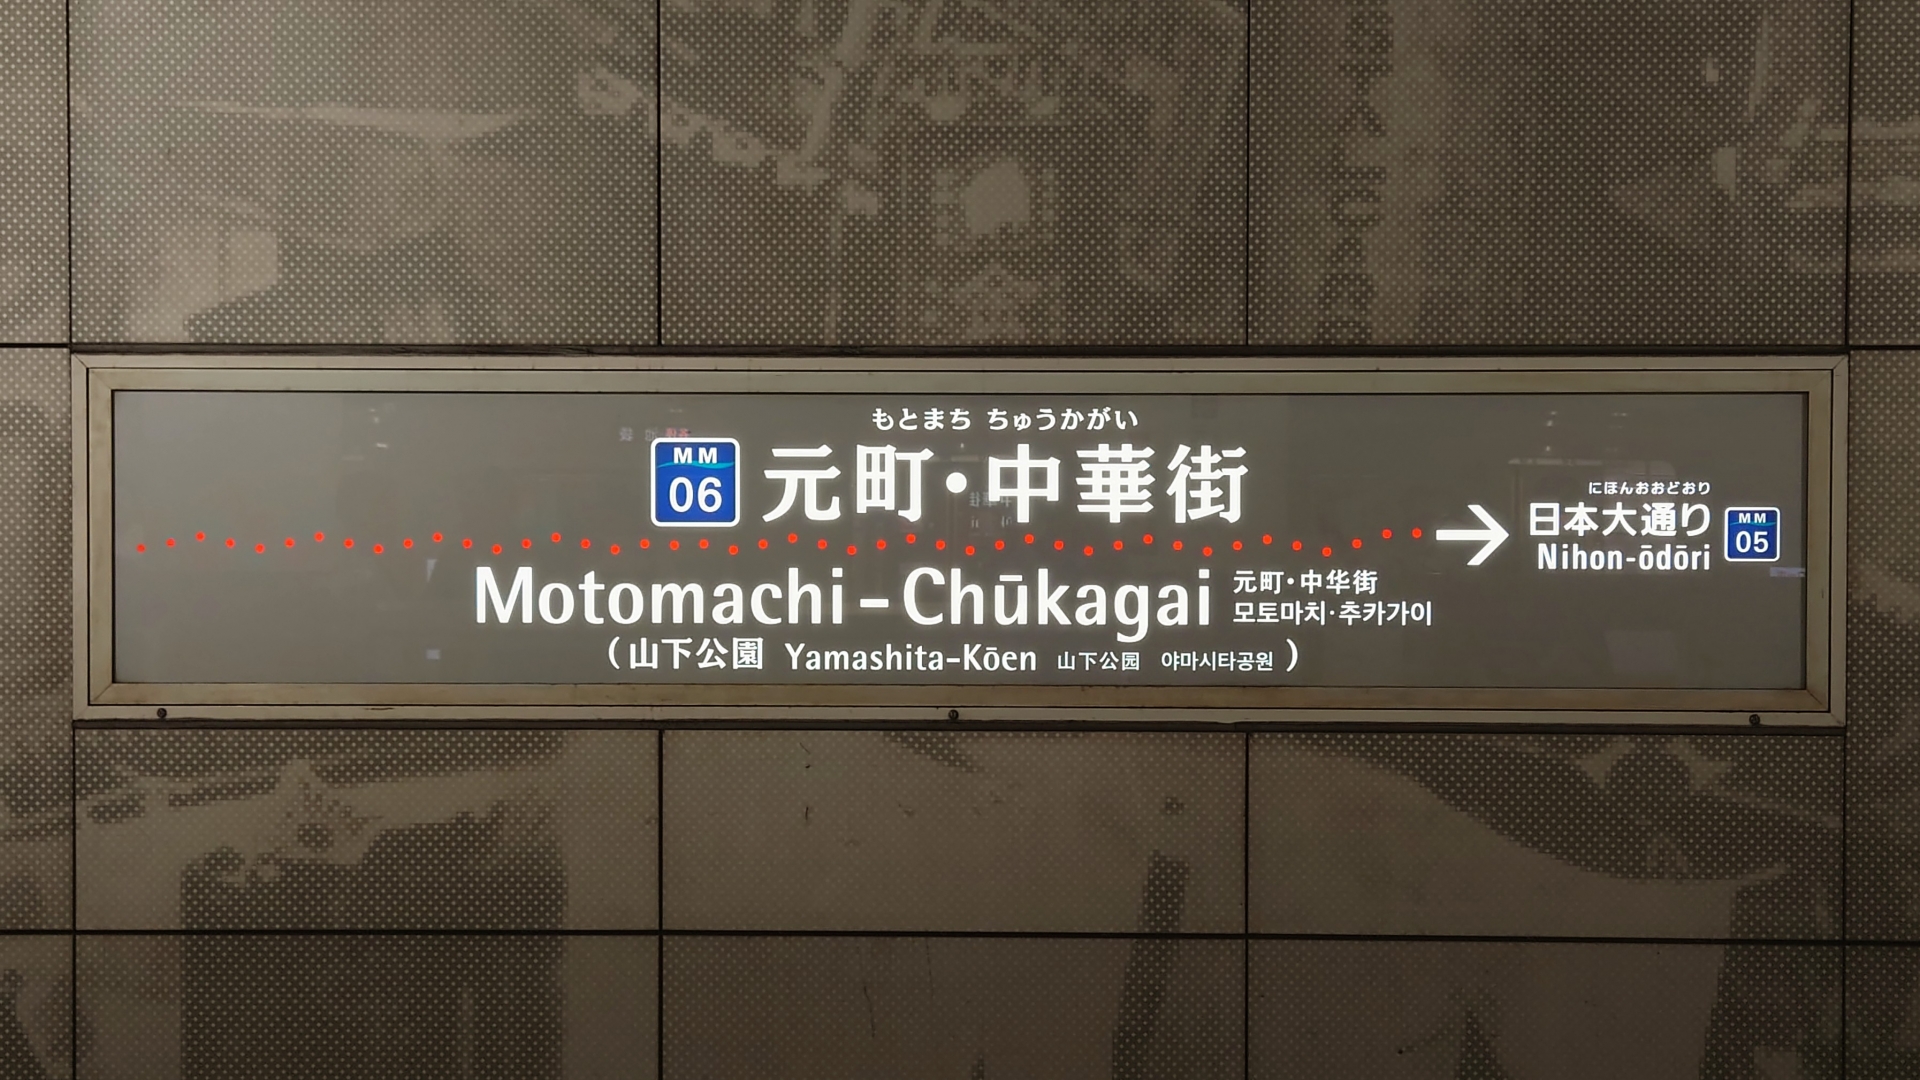 もとまち ちゅうかがい
MM
06
元町・中華街
Motomachi-Chūkagai
元町・中华街
모토마치·추카가이
(山下公園 Yamashita-Kōen 山下公园 야마시타공원)
→
にほんおおどおり
日本大通り
Nihon-ōdōri
MM
05